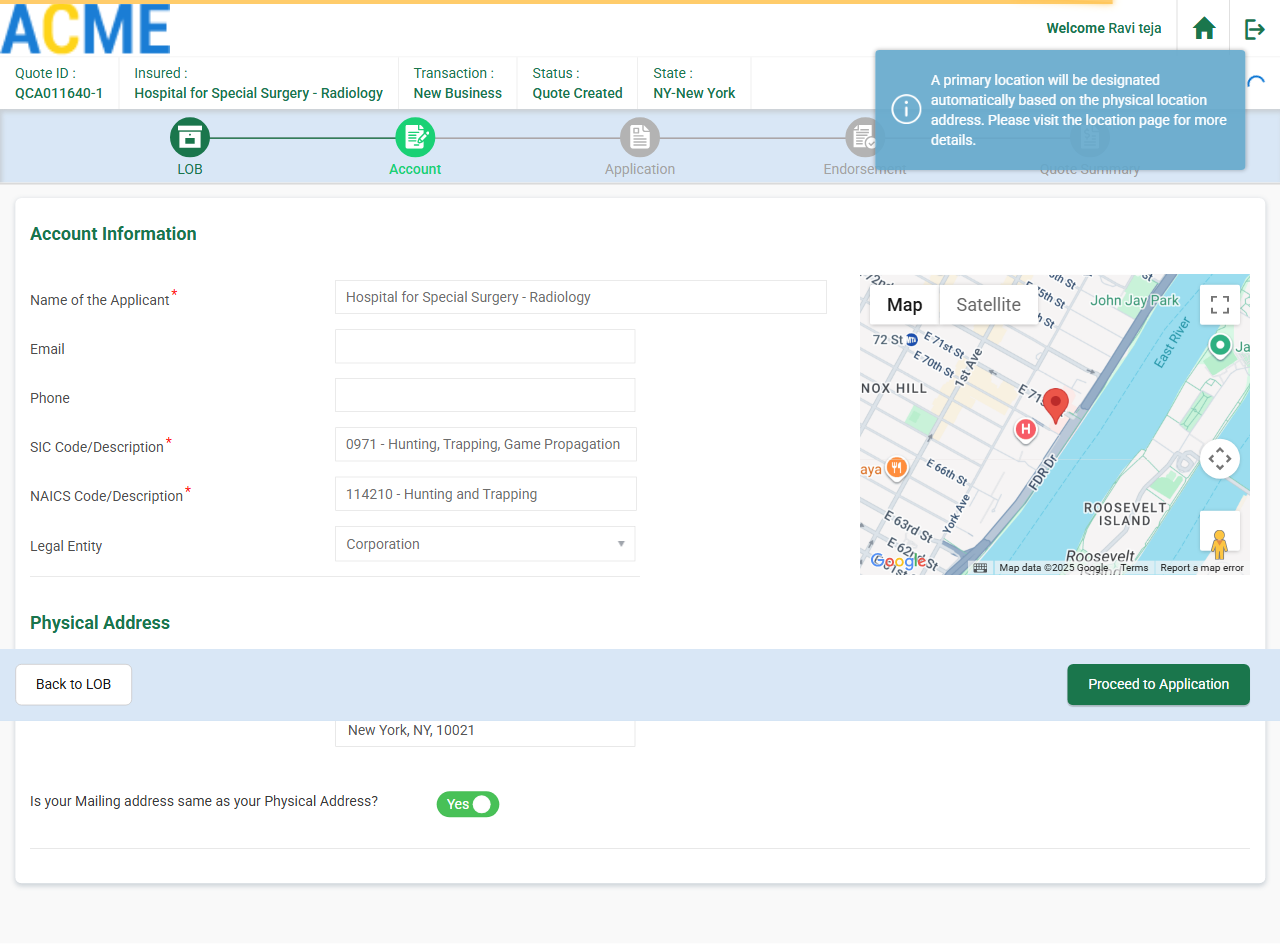 ACME
Welcome Ravi teja
Quote ID :
QCA011640-1
Insured :
Hospital for Special Surgery - Radiology
Transaction :
New Business
Status :
Quote Created
State :
NY-New York
A primary location will be designated
automatically based on the physical location
address. Please visit the location page for more
details.
LOB
Account
Application
Endorsement
Quote Summary
Account Information
Name of the Applicant*
Hospital for Special Surgery - Radiology
Email
Phone
SIC Code/Description*
0971 - Hunting, Trapping, Game Propagation
NAICS Code/Description*
114210 - Hunting and Trapping
Legal Entity
Corporation
Map
Satellite
John Jay Park
72 St
E 71st St
E 70th St
1st Ave
East River
NOX HILL
H
E 66th St
FDR Dr
York Ave
E 63rd St
ROOSEVELT
ISLAND
Roosevelt
Google
Map data ©2025 Google
Terms
Report a map error
Physical Address
Back to LOB
Proceed to Application
New York, NY, 10021
Is your Mailing address same as your Physical Address?
Yes